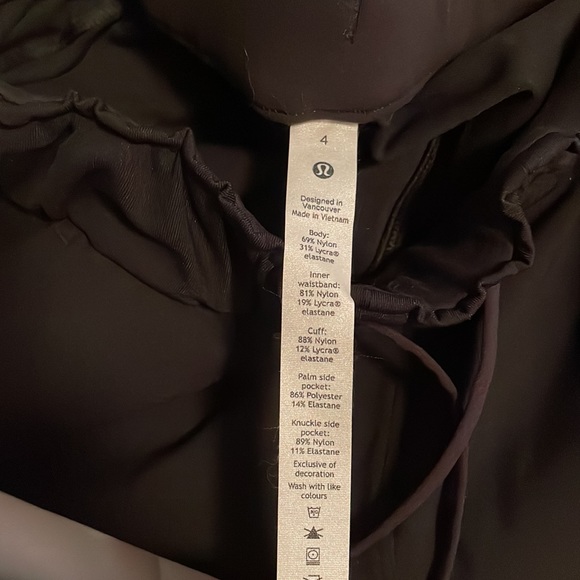 4
Designed in
Vancouver
Made in Vietnam
Body:
69% Nylon
31% Lycra®
elastane
Inner
waistband:
81% Nylon
19% Lycra®
elastane
Cuff:
88% Nylon
12% Lycra®
elastane
Palm side
pocket:
86% Polyester
14% Elastane
Knuckle side
pocket:
89% Nylon
11% Elastane
Exclusive of
decoration
Wash with like
colours